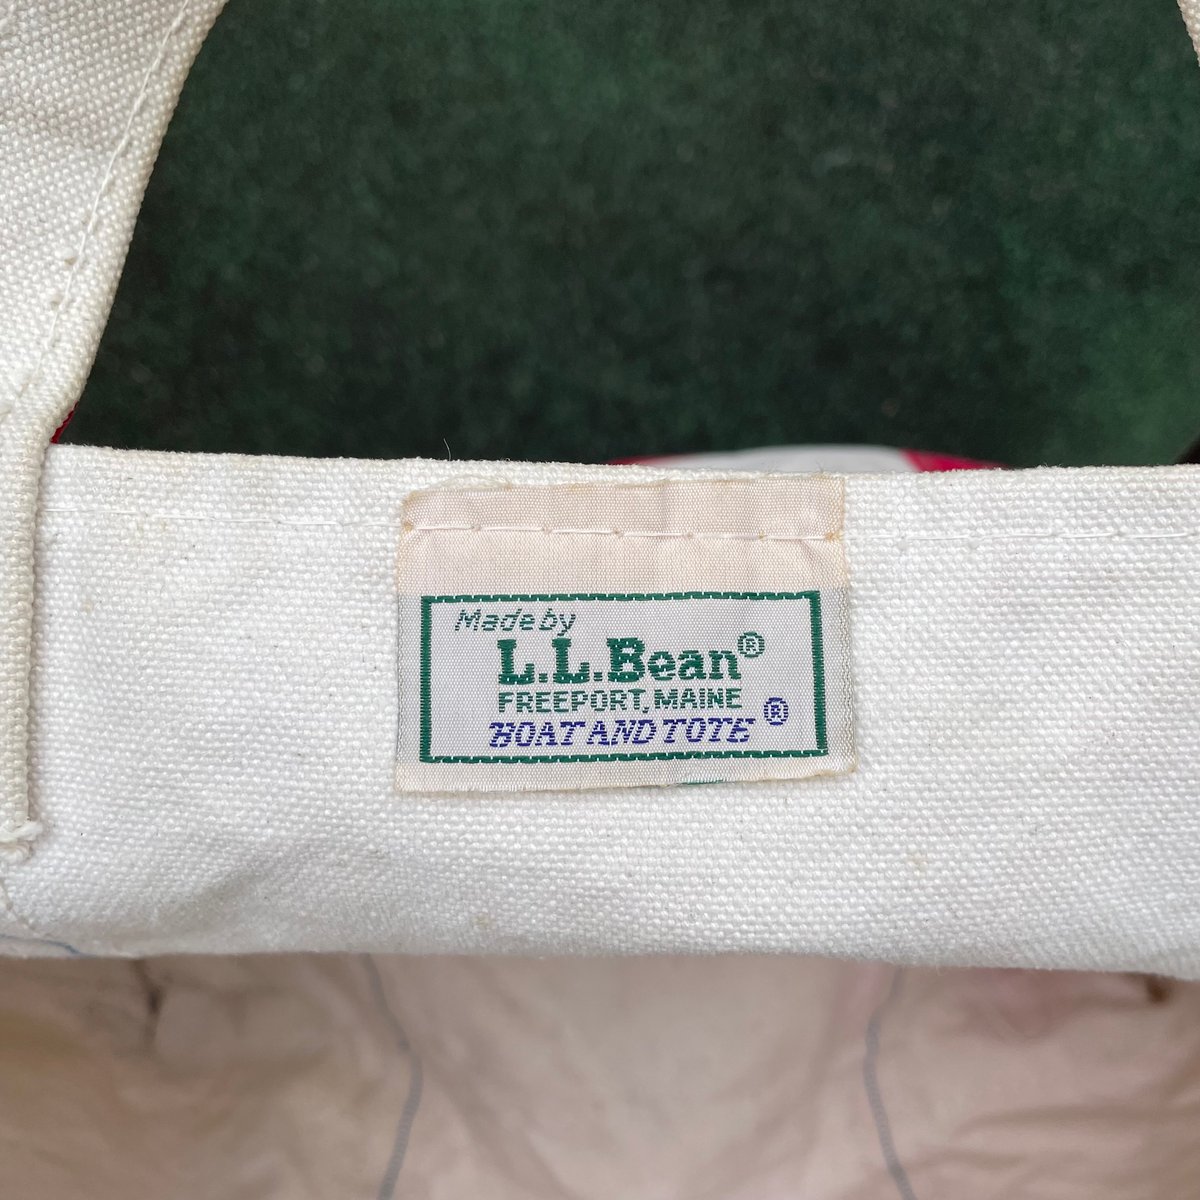 Made by
L.L.Bean®
FREEPORT, MAINE
BOAT AND TOTE ®